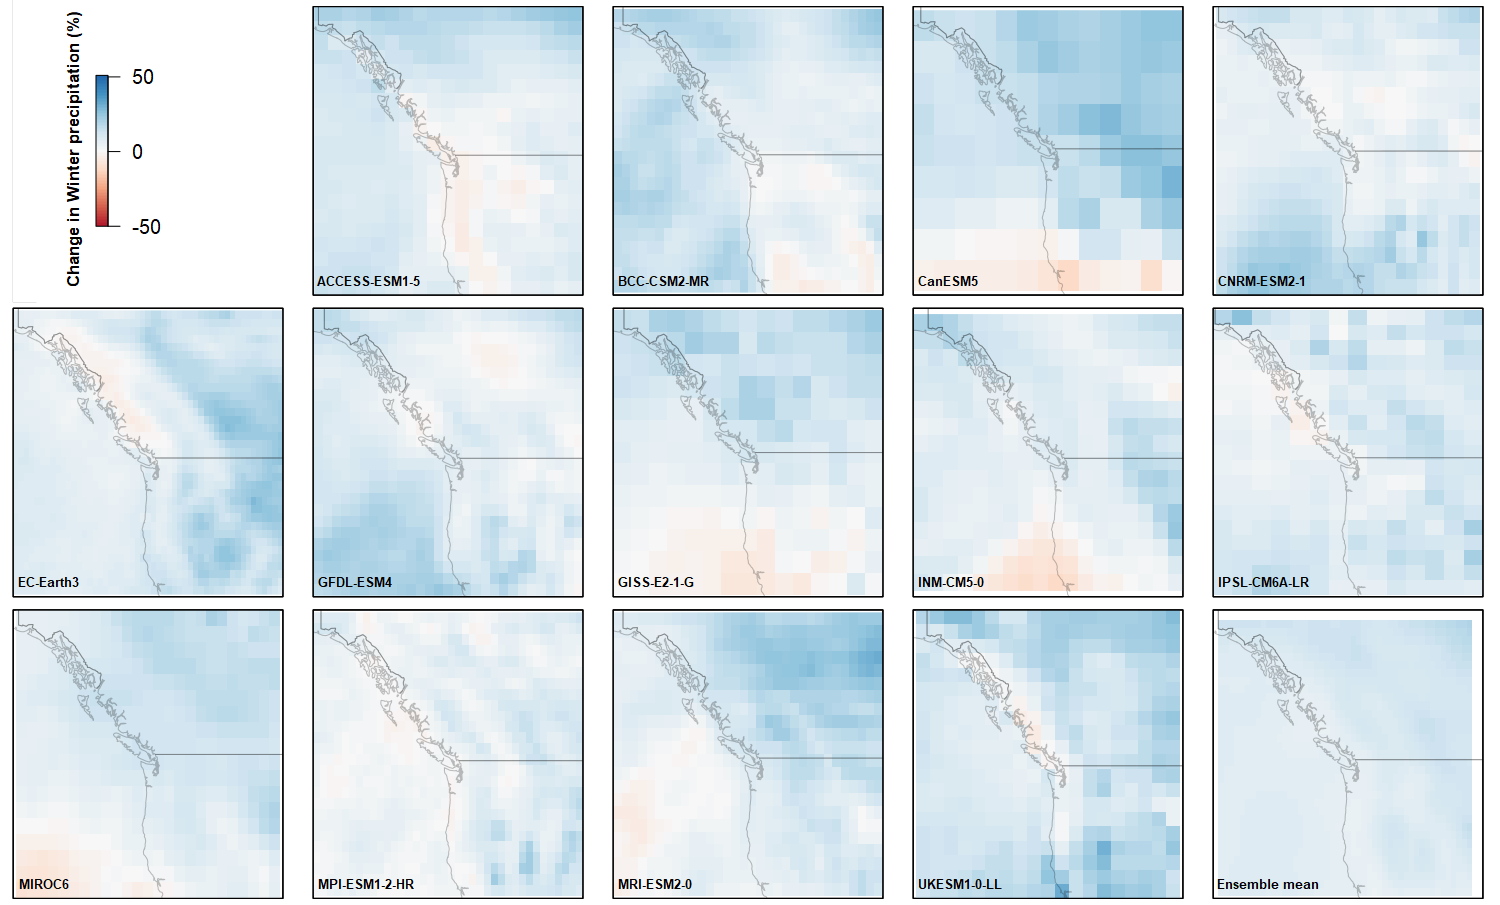 Change in Winter precipitation (%)
50
0
-50
ACCESS-ESM1-5
BCC-CSM2-MR
CanESM5
CNRM-ESM2-1
EC-Earth3
GFDL-ESM4
GISS-E2-1-G
INM-CM5-0
IPSL-CM6A-LR
MIROC6
MPI-ESM1-2-HR
MRI-ESM2-0
UKESM1-0-LL
Ensemble mean